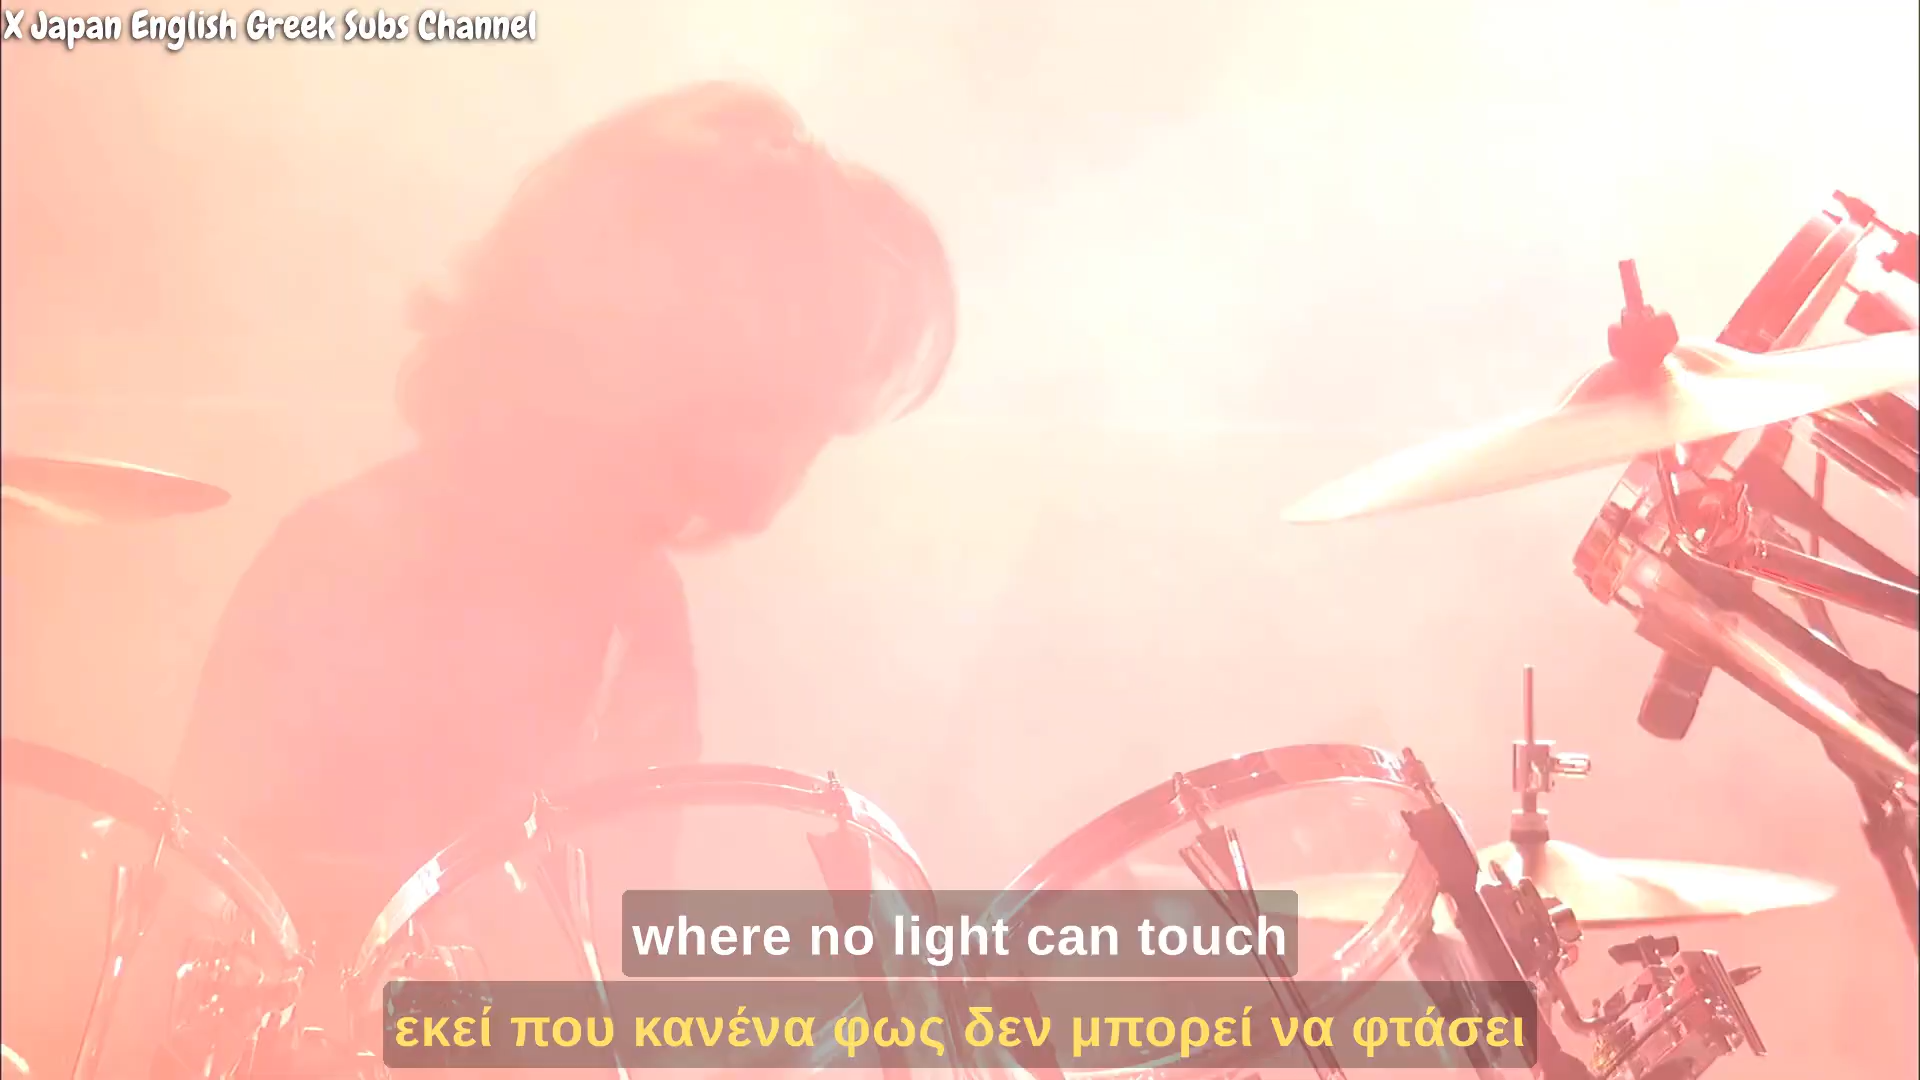 X Japan English Greek Subs Channel
where no light can touch
εκεί που κανένα φως δεν μπορεί να φτάσει